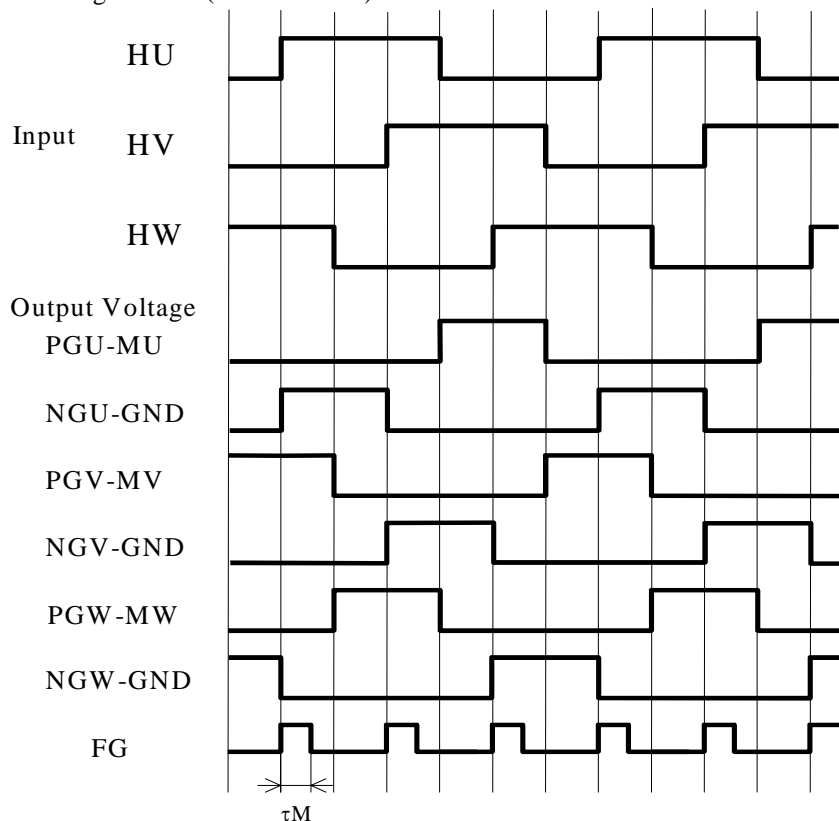 HU
Input HV
HW
Output Voltage
PGU-MU
NGU-GND
PGV-MV
NGV-GND
PGW-MW
NGW-GND
FG
τM